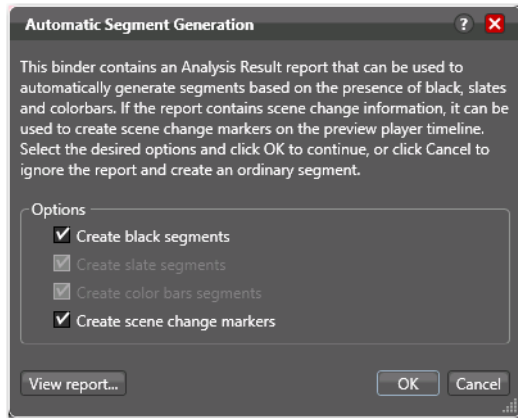 Automatic Segment Generation
This binder contains an Analysis Result report that can be used to
automatically generate segments based on the presence of black, slates
and colorbars. If the report contains scene change information, it can be
used to create scene change markers on the preview player timeline.
Select the desired options and click OK to continue, or click Cancel to
ignore the report and create an ordinary segment.
Options
Create black segments
Create slate segments
Create color bars segments
Create scene change markers
View report... OK Cancel